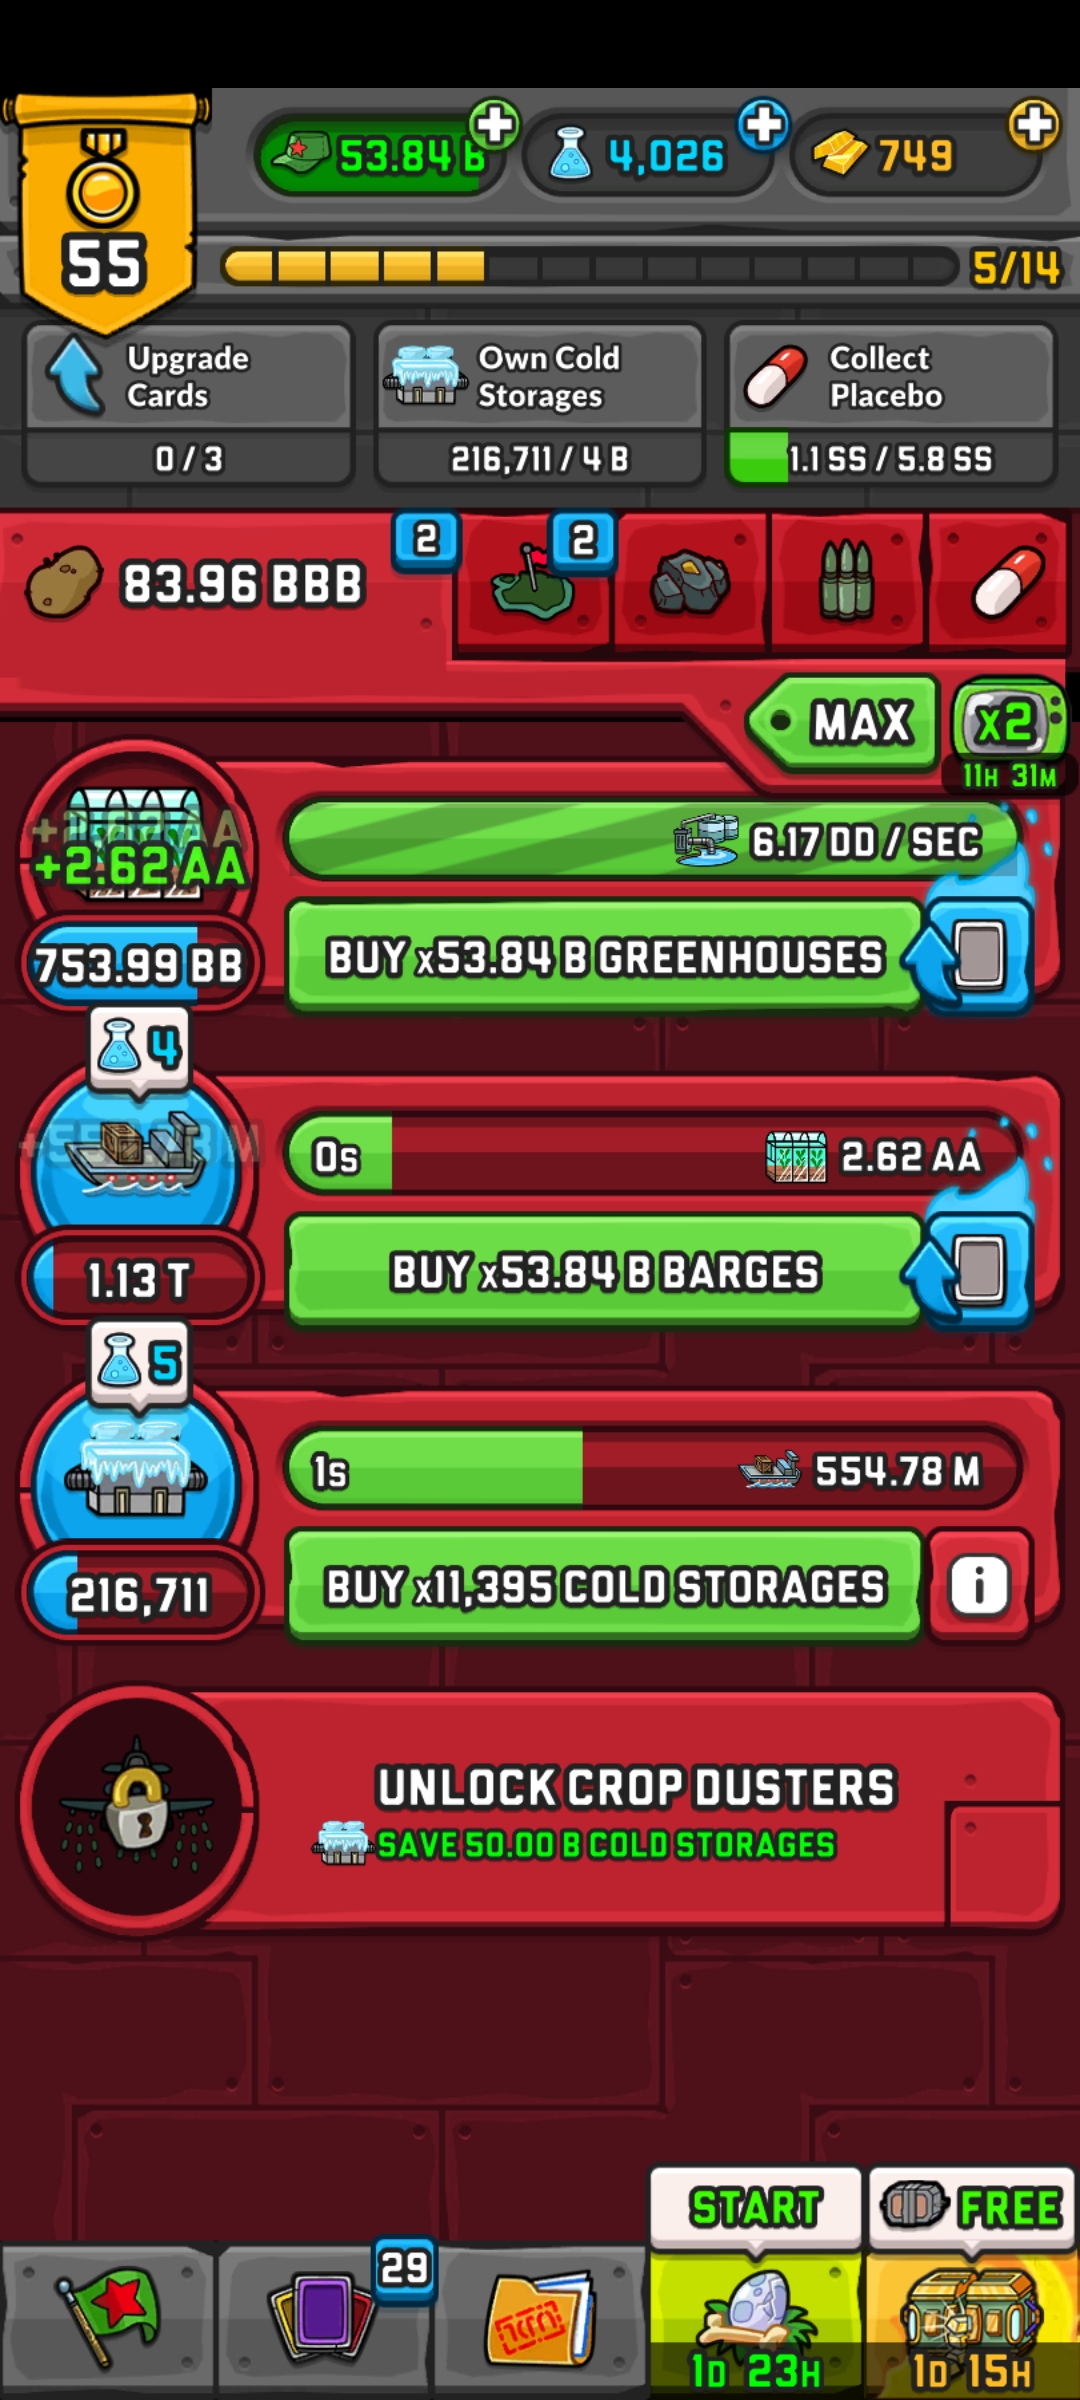 53.84 B
4,026
749
55
5/14
Upgrade
Cards
0 / 3
Own Cold
Storages
216,711 / 4 B
Collect
Placebo
1.1 SS / 5.8 SS
83.96 BBB
2
2
MAX
x2
11H 31M
+2.62 AA
6.17 DD / SEC
753.99 BB
BUY x53.84 B GREENHOUSES
4
0s
2.62 AA
1.13 T
BUY x53.84 B BARGES
5
1s
554.78 M
216,711
BUY x11,395 COLD STORAGES
i
UNLOCK CROP DUSTERS
SAVE 50.00 B COLD STORAGES
START
FREE
29
1D 23H
1D 15H